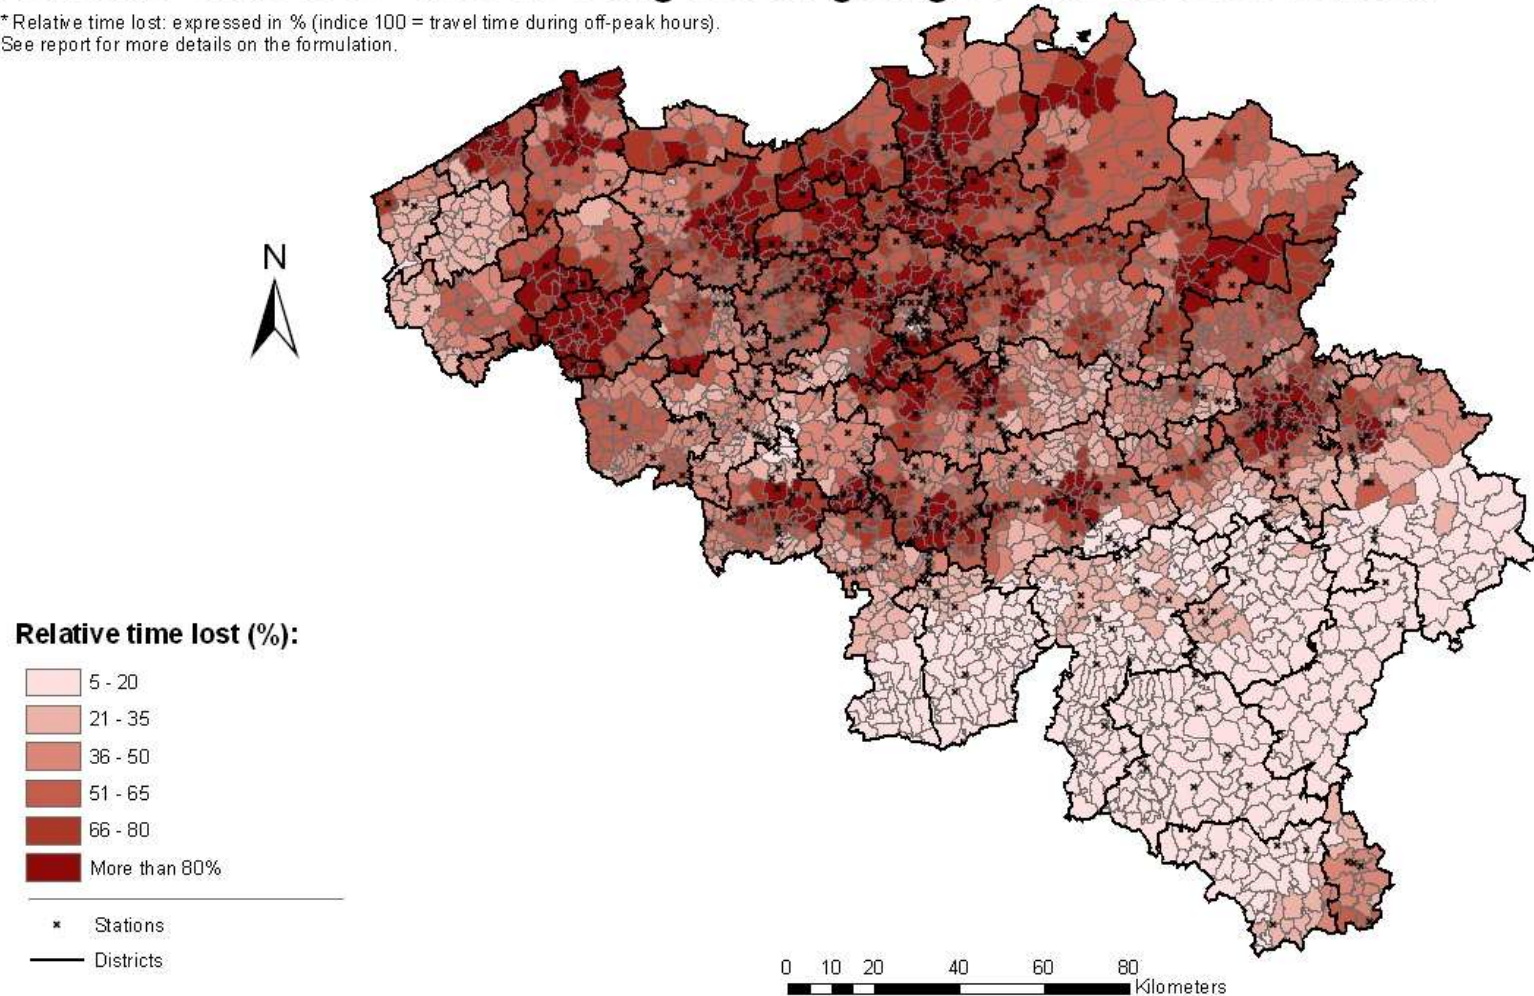 * Relative time lost: expressed in % (indice 100 = travel time during off-peak hours).
See report for more details on the formulation.
N
Relative time lost (%):
5 - 20
21 - 35
36 - 50
51 - 65
66 - 80
More than 80%
Stations
Districts
0 10 20 40 60 80
Kilometers